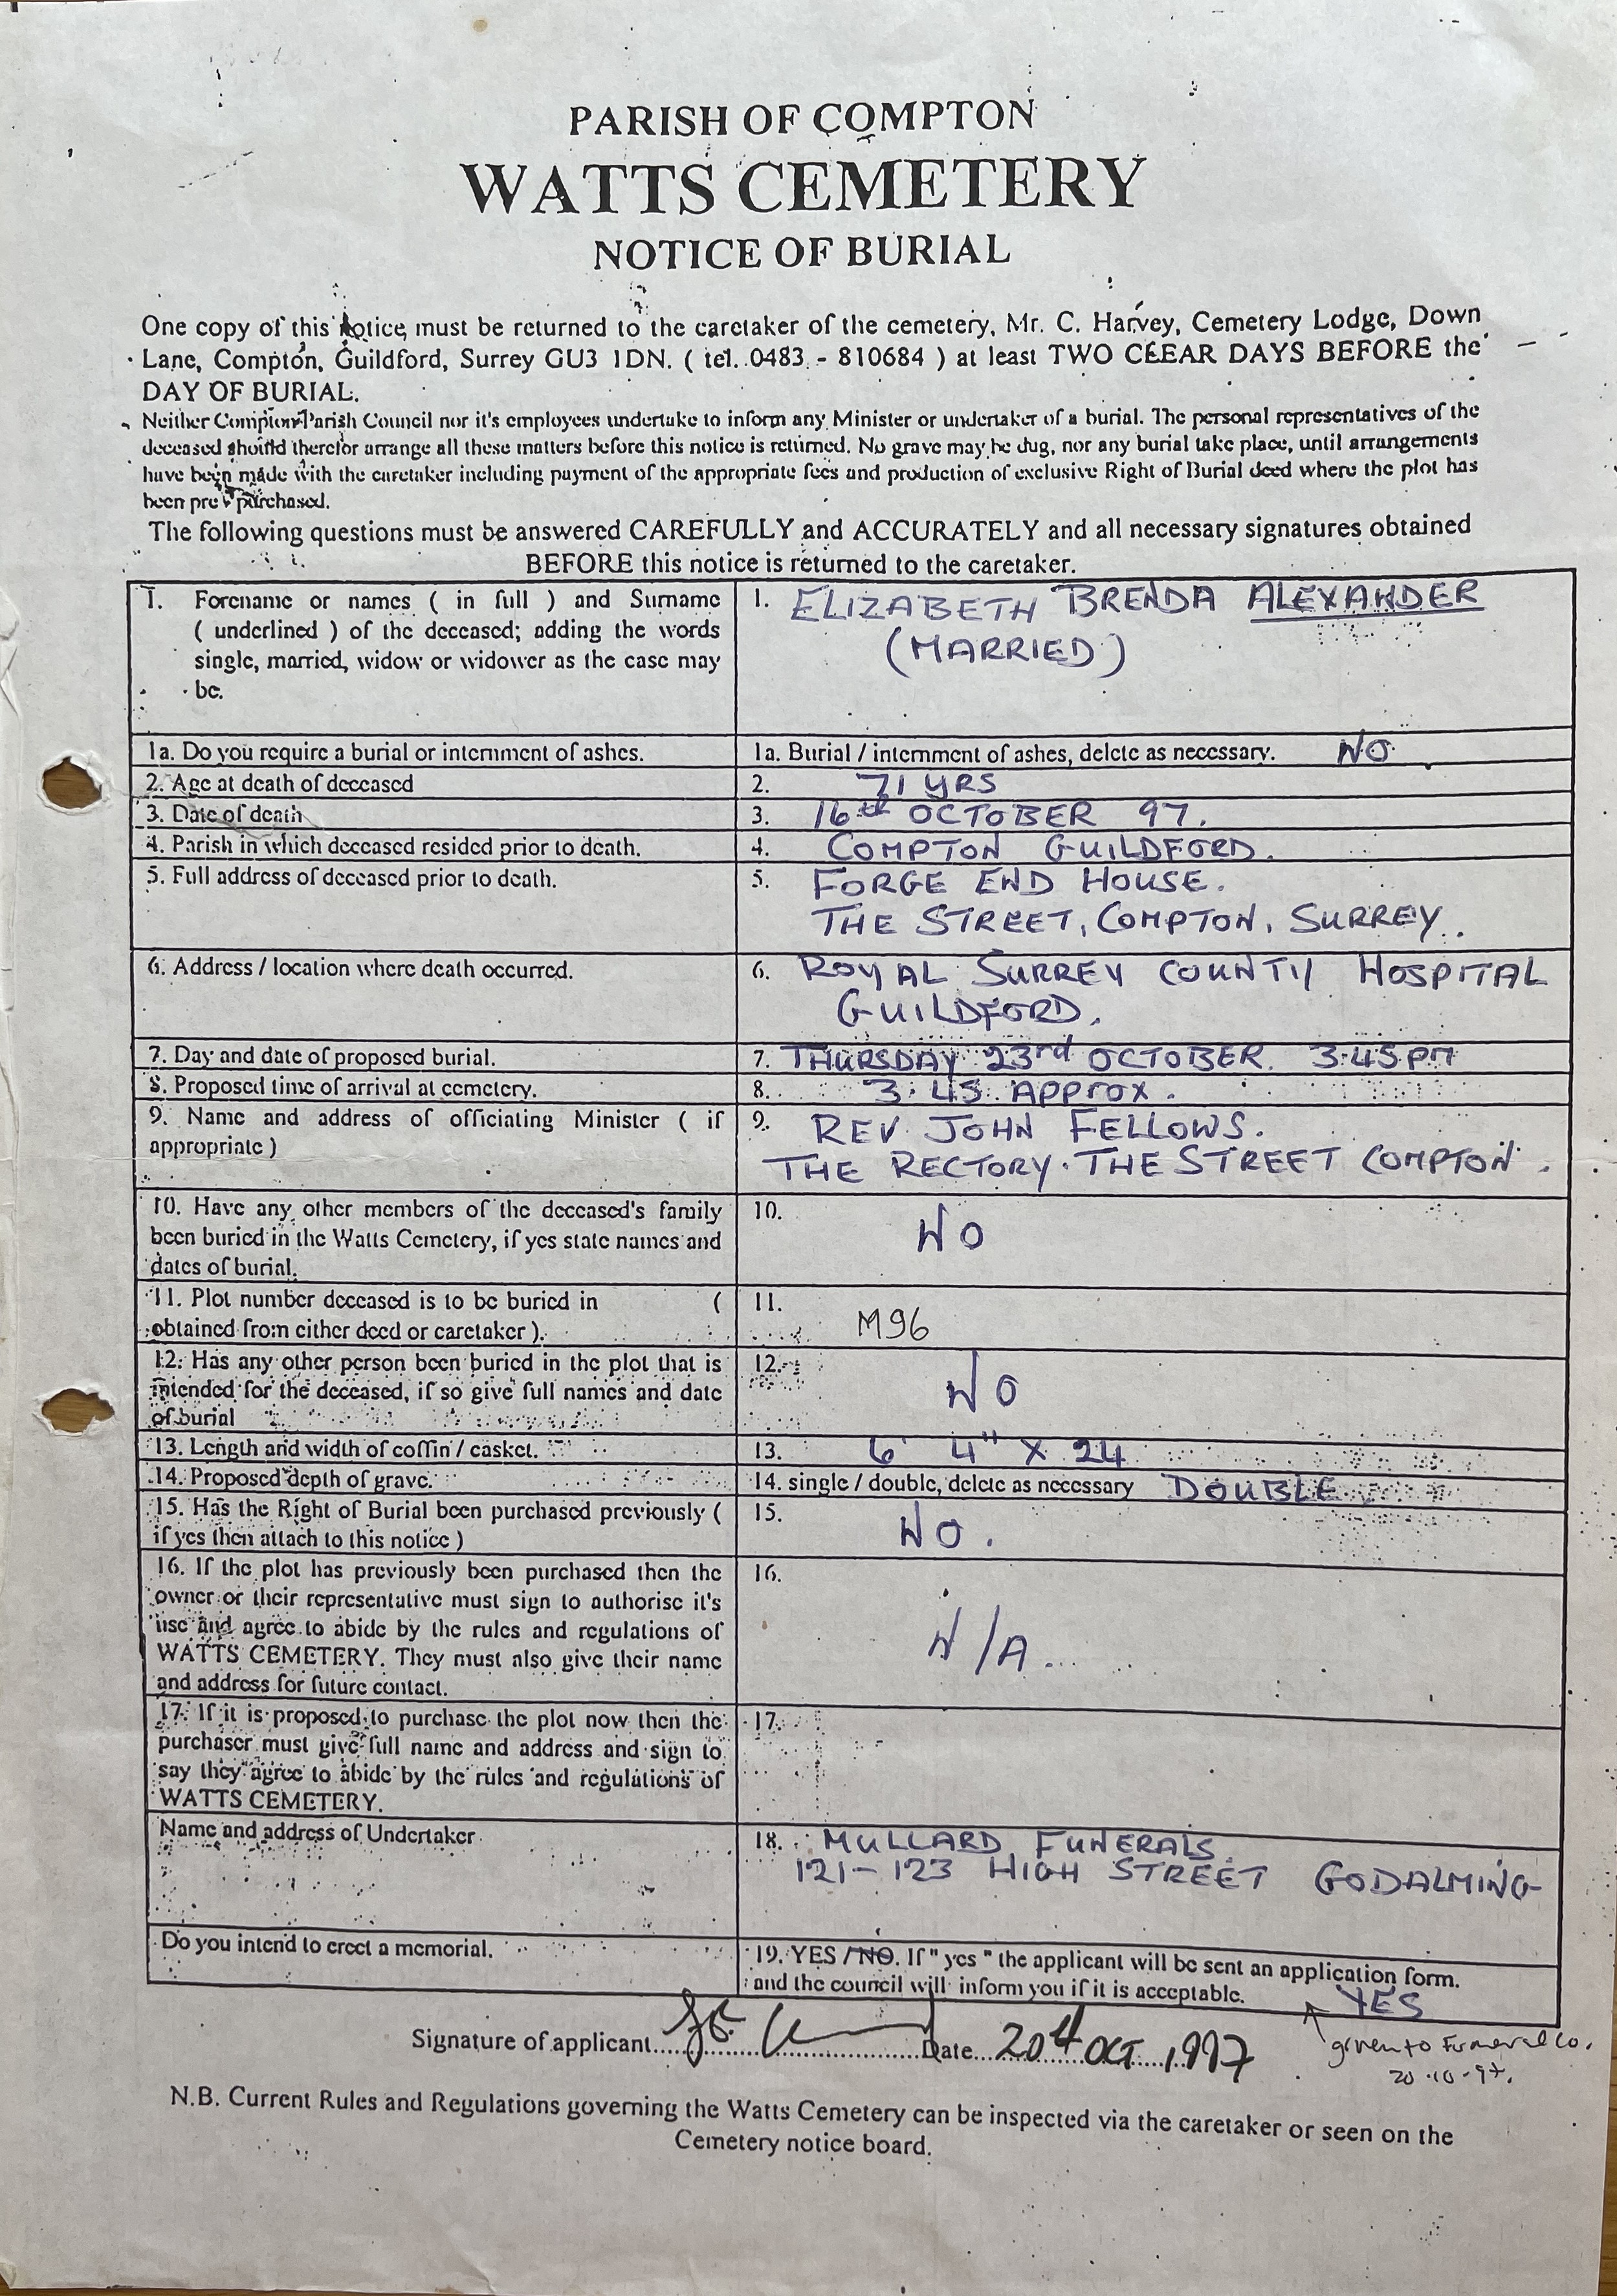 PARISH OF COMPTON
WATTS CEMETERY
NOTICE OF BURIAL
One copy of this notice must be returned to the caretaker of the cemetery, Mr. C. Harvey, Cemetery Lodge, Down
Lane, Compton, Guildford, Surrey GU3 1DN. ( tel. 0483 - 810684 ) at least TWO CLEAR DAYS BEFORE the
DAY OF BURIAL.
Neither Compton Parish Council nor it's employees undertake to inform any Minister or undertaker of a burial. The personal representatives of the
deceased should therefor arrange all these matters before this notice is returned. No grave may be dug, nor any burial take place, until arrangements
have been made with the caretaker including payment of the appropriate fees and production of exclusive Right of Burial deed where the plot has
been pre purchased.
The following questions must be answered CAREFULLY and ACCURATELY and all necessary signatures obtained
BEFORE this notice is returned to the caretaker.
1. Forename or names ( in full ) and Surname
( underlined ) of the deceased; adding the words
single, married, widow or widower as the case may
be.
1. ELIZABETH BRENDA ALEXANDER
(MARRIED)
1a. Do you require a burial or internment of ashes.
1a. Burial / internment of ashes, delete as necessary. NO
2. Age at death of deceased
2. 71 YRS
3. Date of death
3. 16th OCTOBER 97.
4. Parish in which deceased resided prior to death.
4. COMPTON GUILDFORD.
5. Full address of deceased prior to death.
5. FORGE END HOUSE.
THE STREET, COMPTON, SURREY.
6. Address / location where death occurred.
6. ROYAL SURREY COUNTY HOSPITAL
GUILDFORD.
7. Day and date of proposed burial.
7. THURSDAY 23rd OCTOBER. 3:45PM
8. Proposed time of arrival at cemetery.
8. 3.45 Approx.
9. Name and address of officiating Minister ( if
appropriate )
9. REV JOHN FELLOWS.
THE RECTORY. THE STREET COMPTON.
10. Have any other members of the deceased's family
been buried in the Watts Cemetery, if yes state names and
dates of burial.
10. NO
11. Plot number deceased is to be buried in (
obtained from either deed or caretaker ).
11. M96
12. Has any other person been buried in the plot that is
intended for the deceased, if so give full names and date
of burial
12. NO
13. Length and width of coffin / casket.
13. 6' 4" X 24
14. Proposed depth of grave.
14. single / double, delete as necessary DOUBLE
15. Has the Right of Burial been purchased previously (
if yes then attach to this notice )
15. NO.
16. If the plot has previously been purchased then the
owner or their representative must sign to authorise it's
use and agree to abide by the rules and regulations of
WATTS CEMETERY. They must also give their name
and address for future contact.
16. N/A.
17. If it is proposed to purchase the plot now then the
purchaser must give full name and address and sign to
say they agree to abide by the rules and regulations of
WATTS CEMETERY.
17.
Name and address of Undertaker
18. MULLARD FUNERALS
121-123 HIGH STREET GODALMING
Do you intend to erect a memorial.
19. YES / NO. If " yes " the applicant will be sent an application form.
and the council will inform you if it is acceptable. YES
Signature of applicant Date 20th OCT 1997
given to Funeral Co.
20.10.97.
N.B. Current Rules and Regulations governing the Watts Cemetery can be inspected via the caretaker or seen on the
Cemetery notice board.